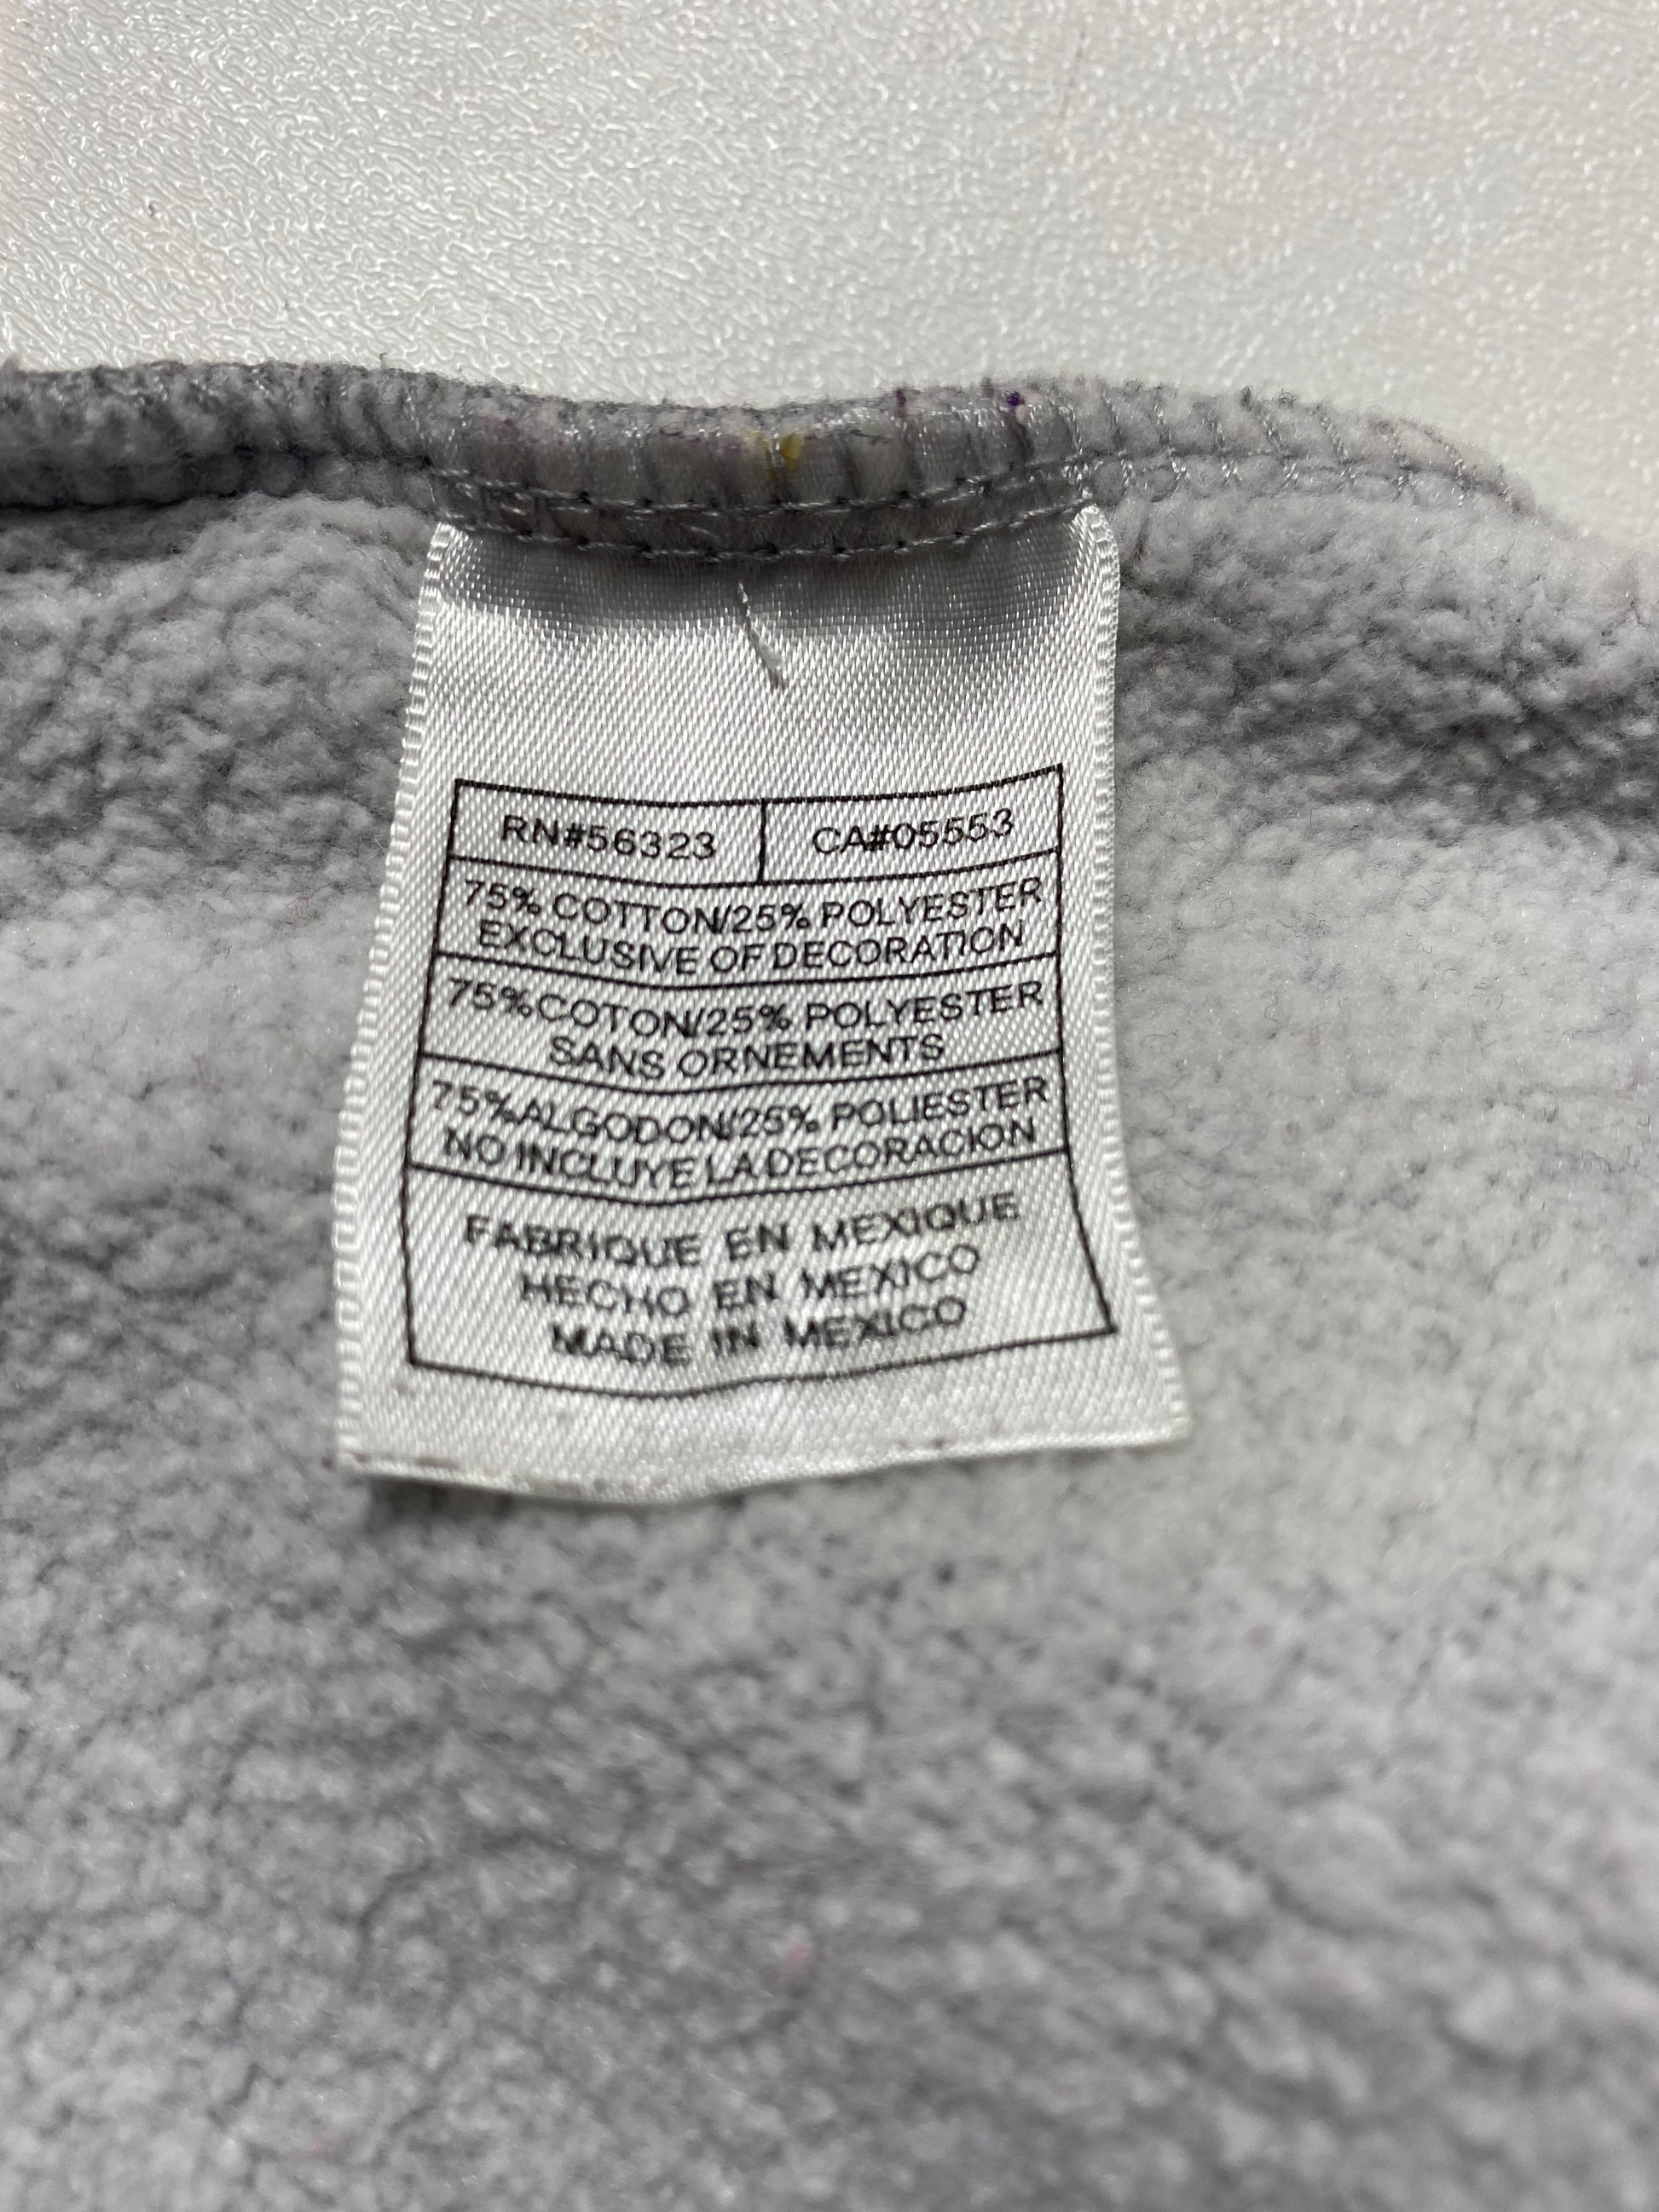 RN#56323 CA#05553
75% COTTON/25% POLYESTER
EXCLUSIVE OF DECORATION
75%COTON/25% POLYESTER
SANS ORNEMENTS
75%ALGODON/25% POLIESTER
NO INCLUYE LA DECORACION
FABRIQUE EN MEXIQUE
HECHO EN MEXICO
MADE IN MEXICO